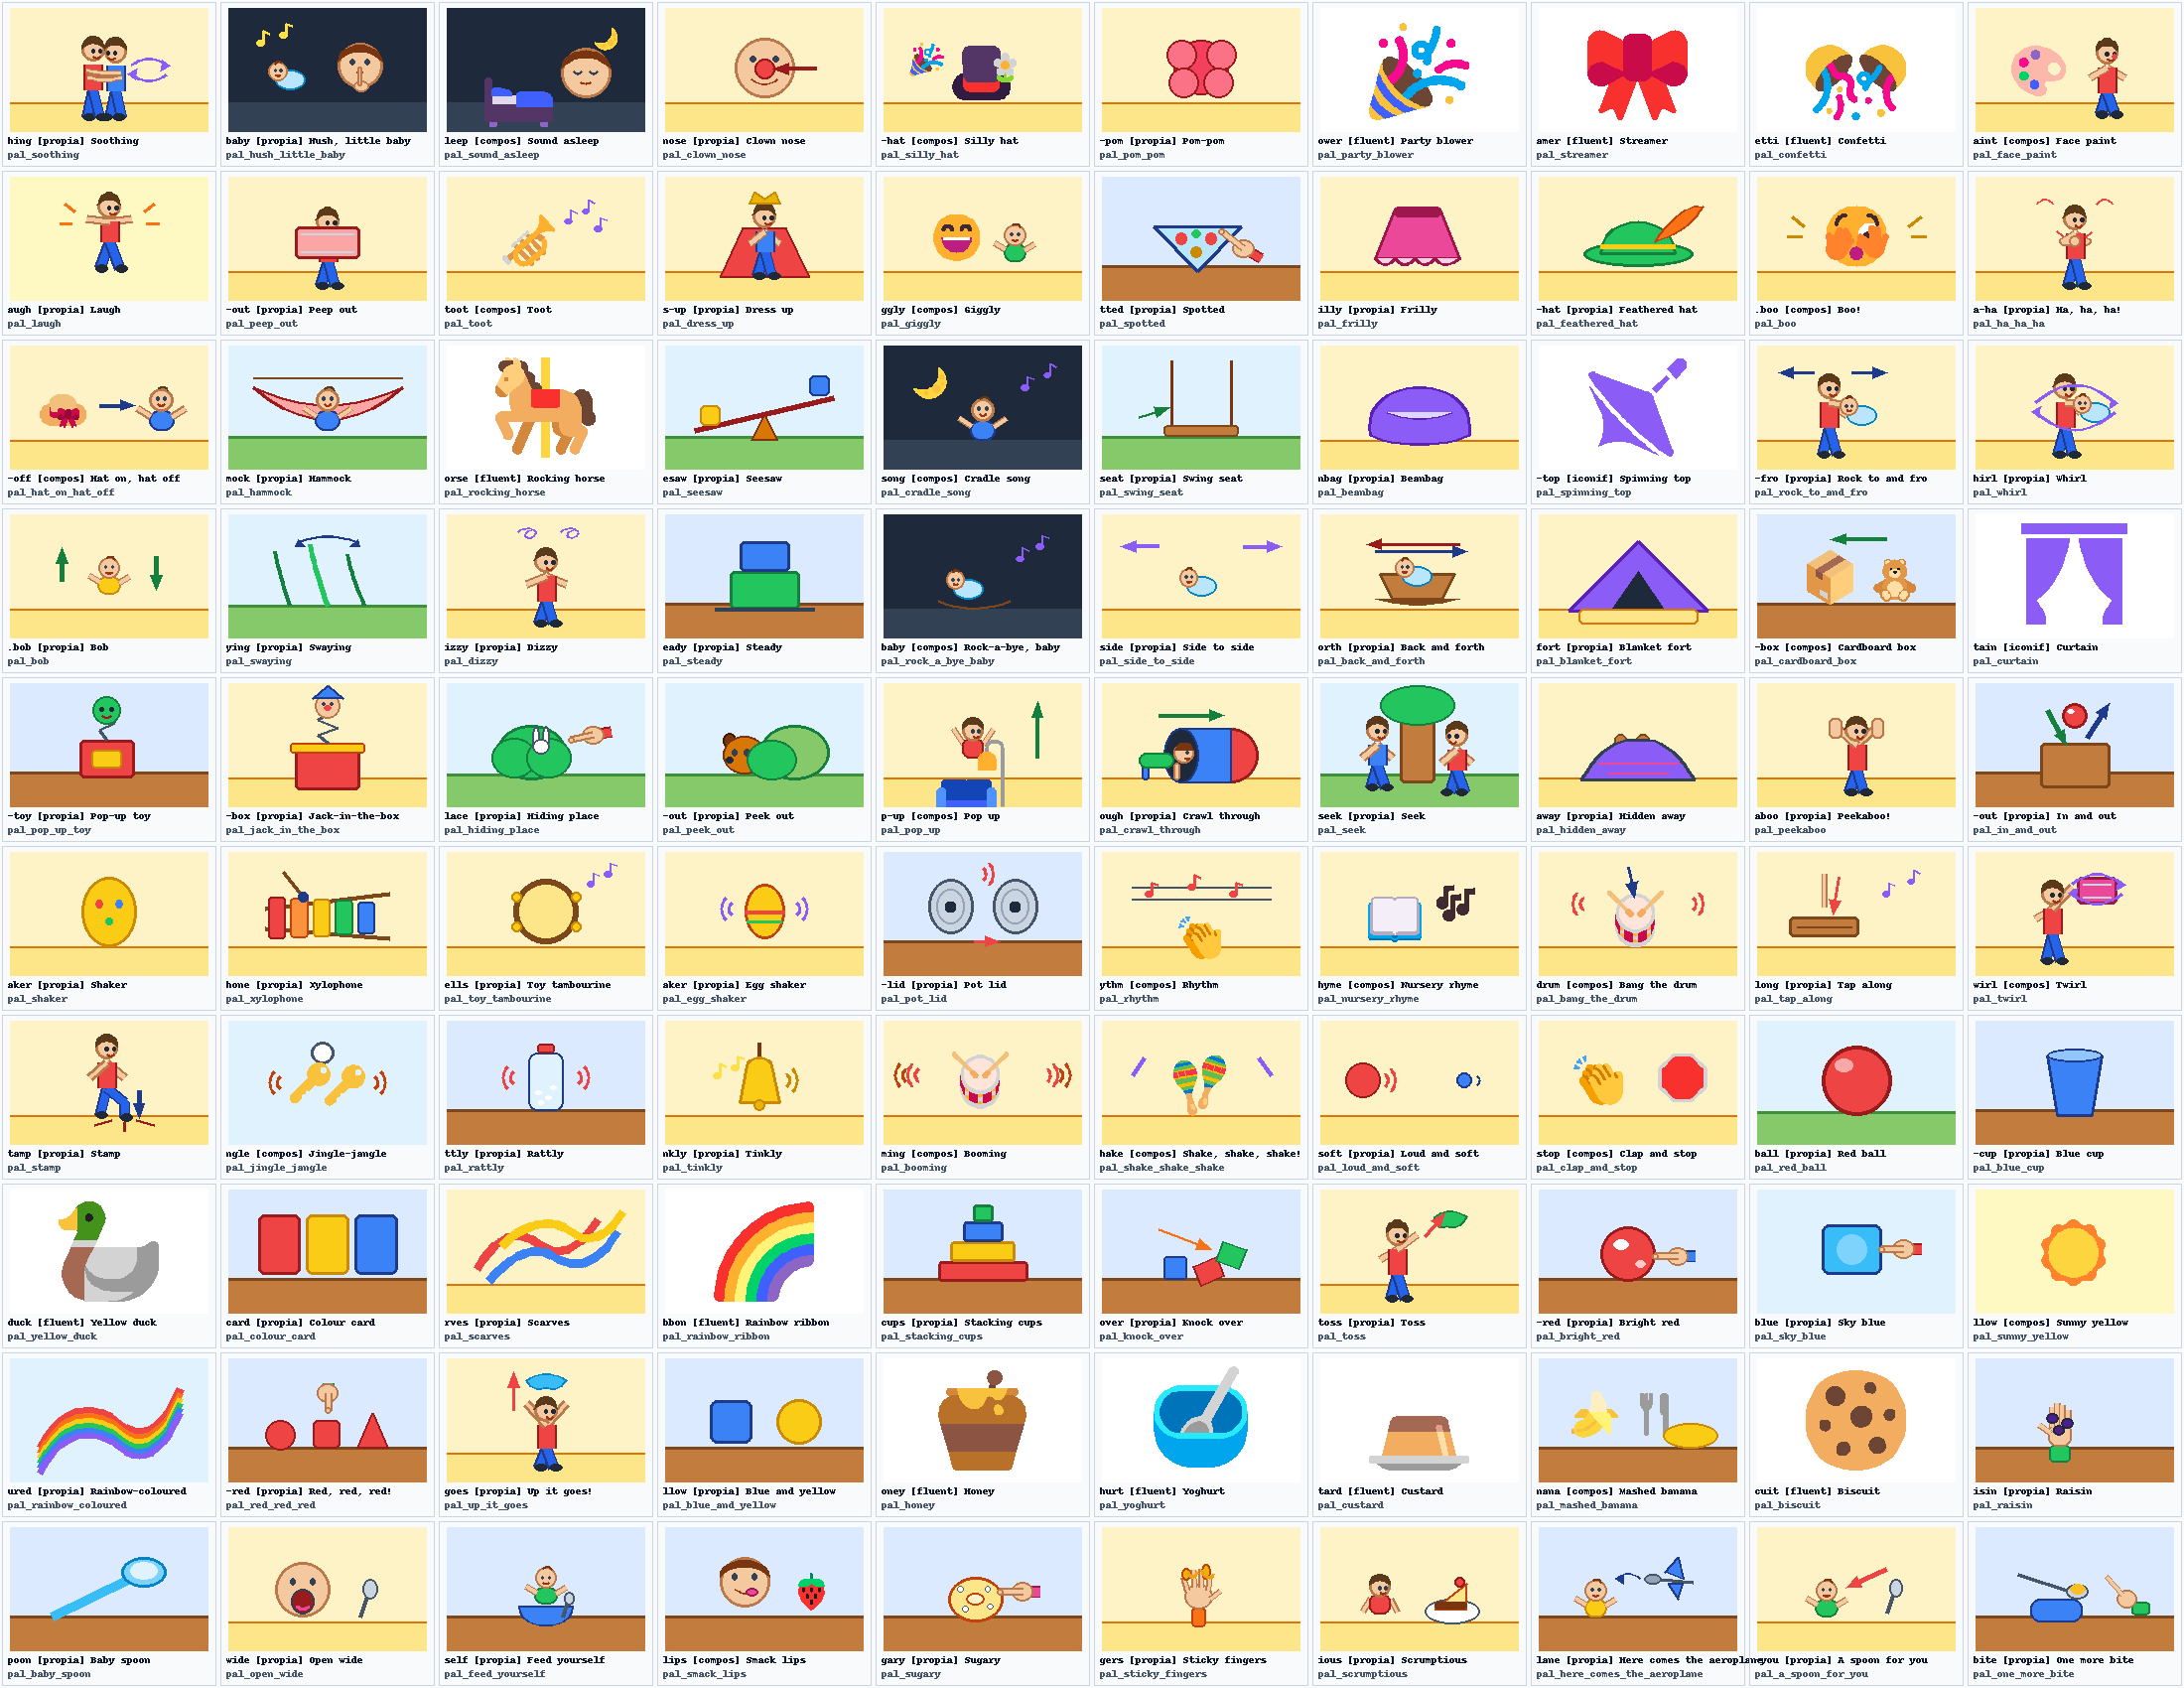 hing [propia] Soothing
pal_soothing
baby [propia] Hush, little baby
pal_hush_little_baby
leep [compos] Sound asleep
pal_sound_asleep
nose [propia] Clown nose
pal_clown_nose
-hat [compos] Silly hat
pal_silly_hat
-pom [propia] Pom-pom
pal_pom_pom
ower [fluent] Party blower
pal_party_blower
amer [fluent] Streamer
pal_streamer
etti [fluent] Confetti
pal_confetti
aint [compos] Face paint
pal_face_paint
augh [propia] Laugh
pal_laugh
-out [propia] Peep out
pal_peep_out
toot [compos] Toot
pal_toot
s-up [propia] Dress up
pal_dress_up
ggly [compos] Giggly
pal_giggly
tted [propia] Spotted
pal_spotted
illy [propia] Frilly
pal_frilly
-hat [propia] Feathered hat
pal_feathered_hat
.boo [compos] Boo!
pal_boo
a-ha [propia] Ha, ha, ha!
pal_ha_ha_ha
-off [compos] Hat on, hat off
pal_hat_on_hat_off
mock [propia] Hammock
pal_hammock
orse [fluent] Rocking horse
pal_rocking_horse
esaw [propia] Seesaw
pal_seesaw
song [compos] Cradle song
pal_cradle_song
seat [propia] Swing seat
pal_swing_seat
nbag [propia] Beanbag
pal_beanbag
-top [iconif] Spinning top
pal_spinning_top
-fro [propia] Rock to and fro
pal_rock_to_and_fro
hirl [propia] Whirl
pal_whirl
.bob [propia] Bob
pal_bob
ying [propia] Swaying
pal_swaying
izzy [propia] Dizzy
pal_dizzy
eady [propia] Steady
pal_steady
baby [compos] Rock-a-bye, baby
pal_rock_a_bye_baby
side [propia] Side to side
pal_side_to_side
orth [propia] Back and forth
pal_back_and_forth
fort [propia] Blanket fort
pal_blanket_fort
-box [compos] Cardboard box
pal_cardboard_box
tain [iconif] Curtain
pal_curtain
-toy [propia] Pop-up toy
pal_pop_up_toy
-box [propia] Jack-in-the-box
pal_jack_in_the_box
lace [propia] Hiding place
pal_hiding_place
-out [propia] Peek out
pal_peek_out
p-up [compos] Pop up
pal_pop_up
ough [propia] Crawl through
pal_crawl_through
seek [propia] Seek
pal_seek
away [propia] Hidden away
pal_hidden_away
aboo [propia] Peekaboo!
pal_peekaboo
-out [propia] In and out
pal_in_and_out
aker [propia] Shaker
pal_shaker
hone [propia] Xylophone
pal_xylophone
ells [propia] Toy tambourine
pal_toy_tambourine
aker [propia] Egg shaker
pal_egg_shaker
-lid [propia] Pot lid
pal_pot_lid
ythm [compos] Rhythm
pal_rhythm
hyme [compos] Nursery rhyme
pal_nursery_rhyme
drum [compos] Bang the drum
pal_bang_the_drum
long [propia] Tap along
pal_tap_along
wirl [compos] Twirl
pal_twirl
tamp [propia] Stamp
pal_stamp
ngle [compos] Jingle-jangle
pal_jingle_jangle
ttly [propia] Rattly
pal_rattly
nkly [propia] Tinkly
pal_tinkly
ming [compos] Booming
pal_booming
hake [compos] Shake, shake, shake!
pal_shake_shake_shake
soft [propia] Loud and soft
pal_loud_and_soft
stop [compos] Clap and stop
pal_clap_and_stop
ball [propia] Red ball
pal_red_ball
-cup [propia] Blue cup
pal_blue_cup
duck [fluent] Yellow duck
pal_yellow_duck
card [propia] Colour card
pal_colour_card
rves [propia] Scarves
pal_scarves
bbon [fluent] Rainbow ribbon
pal_rainbow_ribbon
cups [propia] Stacking cups
pal_stacking_cups
over [propia] Knock over
pal_knock_over
toss [propia] Toss
pal_toss
-red [propia] Bright red
pal_bright_red
blue [propia] Sky blue
pal_sky_blue
llow [compos] Sunny yellow
pal_sunny_yellow
ured [propia] Rainbow-coloured
pal_rainbow_coloured
-red [propia] Red, red, red!
pal_red_red_red
goes [propia] Up it goes!
pal_up_it_goes
llow [propia] Blue and yellow
pal_blue_and_yellow
oney [fluent] Honey
pal_honey
hurt [fluent] Yoghurt
pal_yoghurt
tard [fluent] Custard
pal_custard
nana [compos] Mashed banana
pal_mashed_banana
cuit [fluent] Biscuit
pal_biscuit
isin [propia] Raisin
pal_raisin
poon [propia] Baby spoon
pal_baby_spoon
wide [propia] Open wide
pal_open_wide
self [propia] Feed yourself
pal_feed_yourself
lips [compos] Smack lips
pal_smack_lips
gary [propia] Sugary
pal_sugary
gers [propia] Sticky fingers
pal_sticky_fingers
ious [propia] Scrumptious
pal_scrumptious
lane [propia] Here comes the aeroplane
pal_here_comes_the_aeroplane
you [propia] A spoon for you
pal_a_spoon_for_you
bite [propia] One more bite
pal_one_more_bite